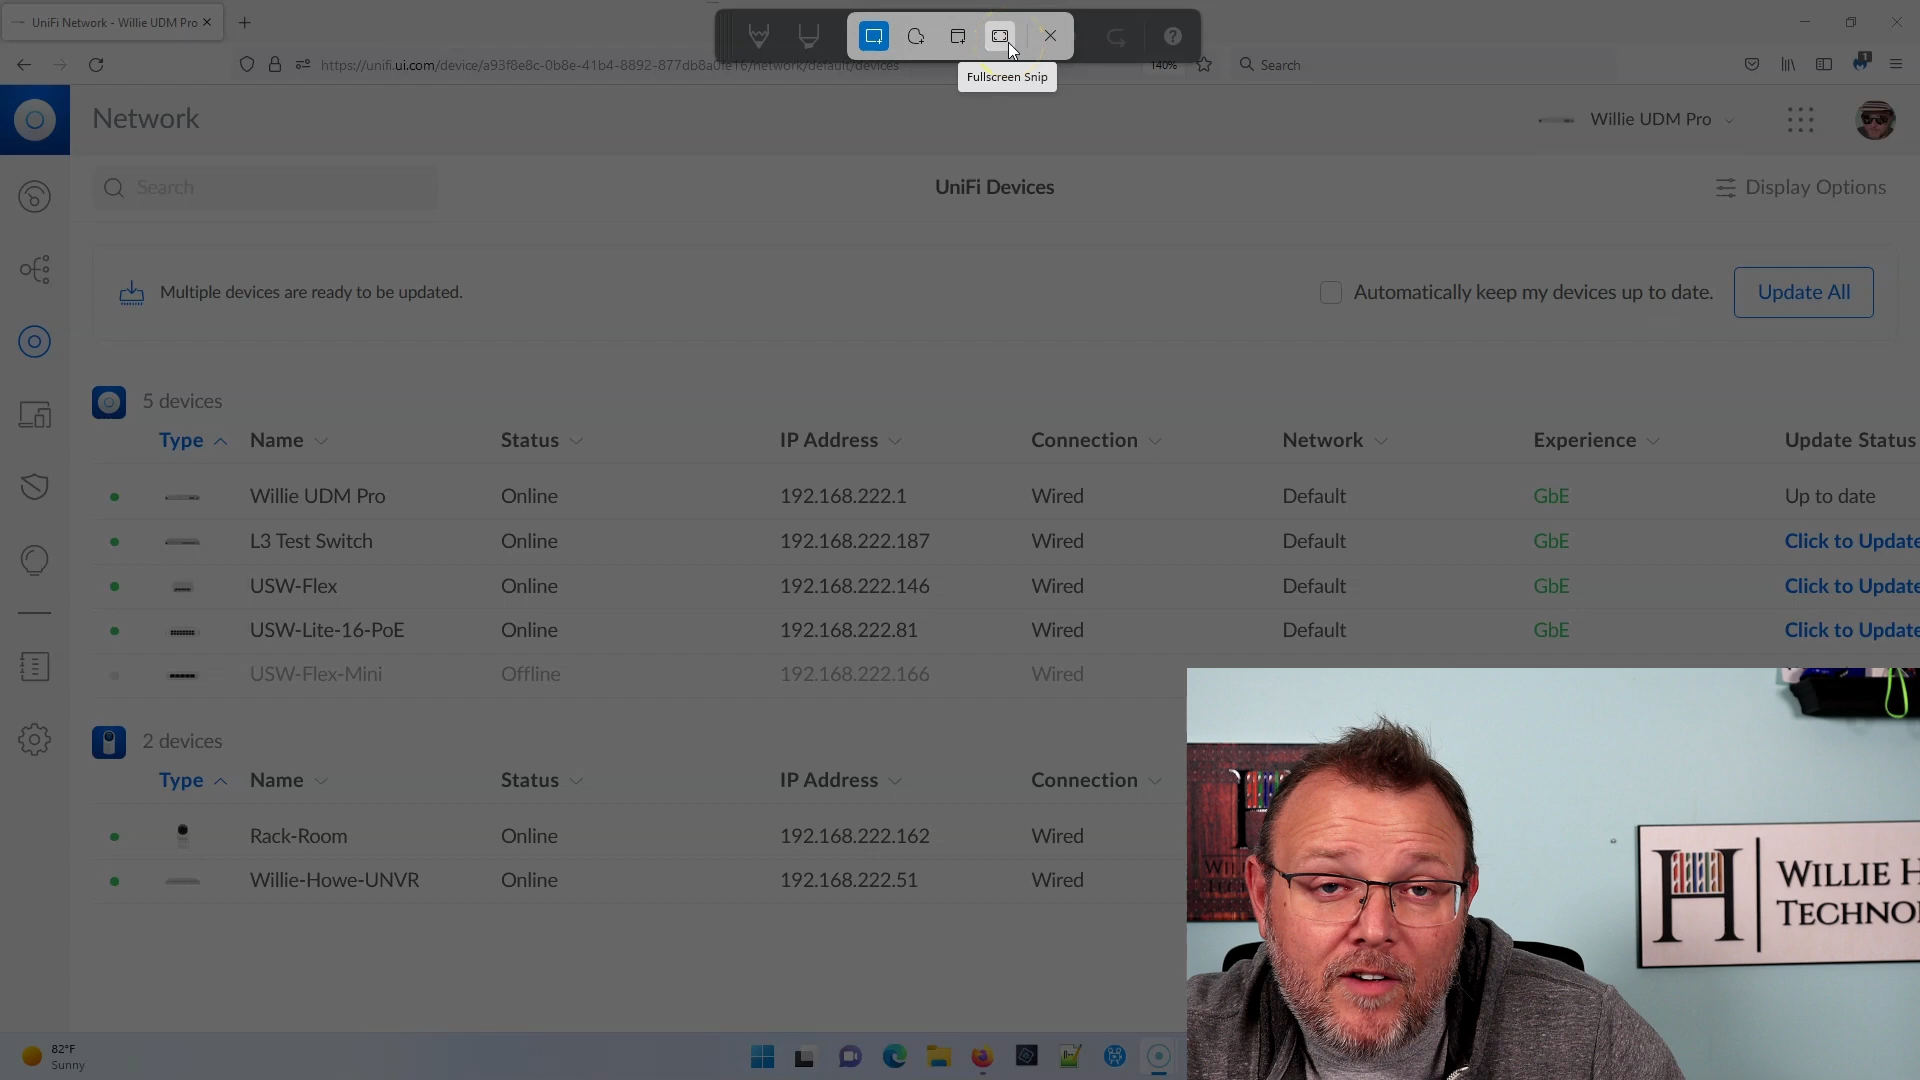 UniFi Network - Willie UDM Pro
https://unifi.ui.com/device/a93f8e8c-0b8e-41b4-8892-877db8a0fe16/network/default/devices
140%
Search
1
Fullscreen Snip
Network
Willie UDM Pro
Search
UniFi Devices
Display Options
Multiple devices are ready to be updated.
Automatically keep my devices up to date.
Update All
5 devices
Type Name Status IP Address Connection Network Experience Update Status
Willie UDM Pro Online 192.168.222.1 Wired Default GbE Up to date
L3 Test Switch Online 192.168.222.187 Wired Default GbE Click to Update
USW-Flex Online 192.168.222.146 Wired Default GbE Click to Update
USW-Lite-16-PoE Online 192.168.222.81 Wired Default GbE Click to Update
USW-Flex-Mini Offline 192.168.222.166 Wired
2 devices
Type Name Status IP Address Connection
Rack-Room Online 192.168.222.162 Wired
Willie-Howe-UNVR Online 192.168.222.51 Wired
H
WILLIE H
TECHNO
82°F
Sunny